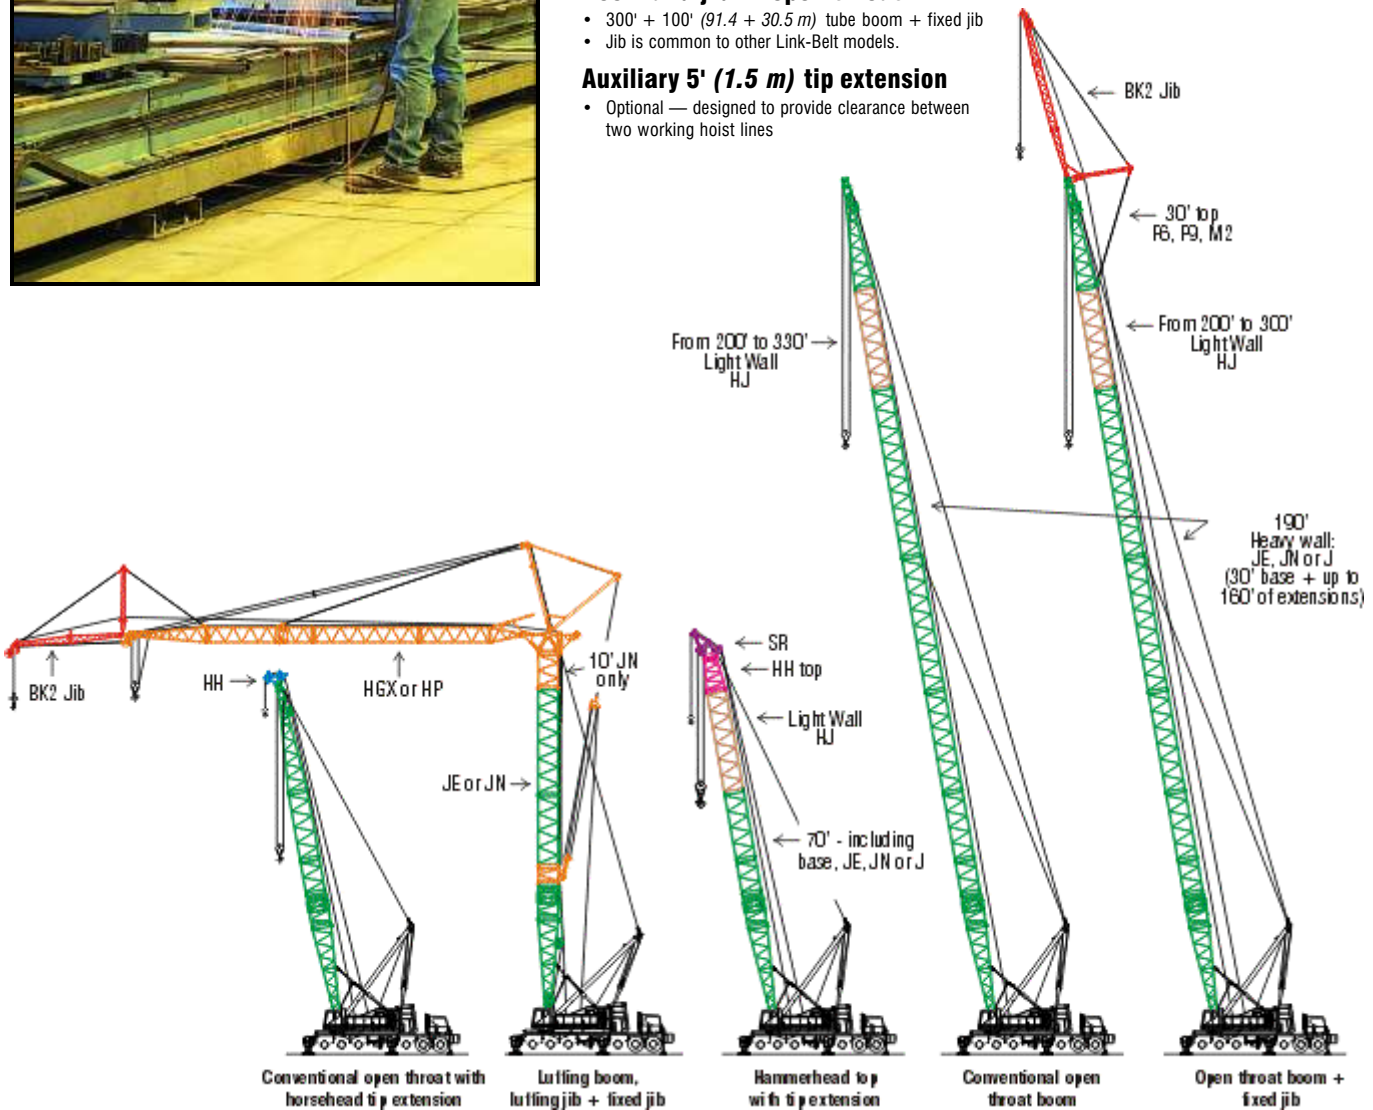 • 300' + 100' (91.4 + 30.5 m) tube boom + fixed jib
• Jib is common to other Link-Belt models.
Auxiliary 5' (1.5 m) tip extension
• Optional — designed to provide clearance between
two working hoist lines
BK2 Jib
30' top
F6, F9, M2
From 200' to 330'
Light Wall
HJ
From 200' to 300'
Light Wall
HJ
190'
Heavy wall:
JE, JN or J
(30' base + up to
160' of extensions)
BK2 Jib
HH
HGX or HP
10' JN
only
JE or JN
SR
HH top
Light Wall
HJ
70' - including
base, JE, JN or J
Conventional open throat with
horsehead tip extension
Luffing boom,
luffing jib + fixed jib
Hammerhead top
with tip extension
Conventional open
throat boom
Open throat boom +
fixed jib